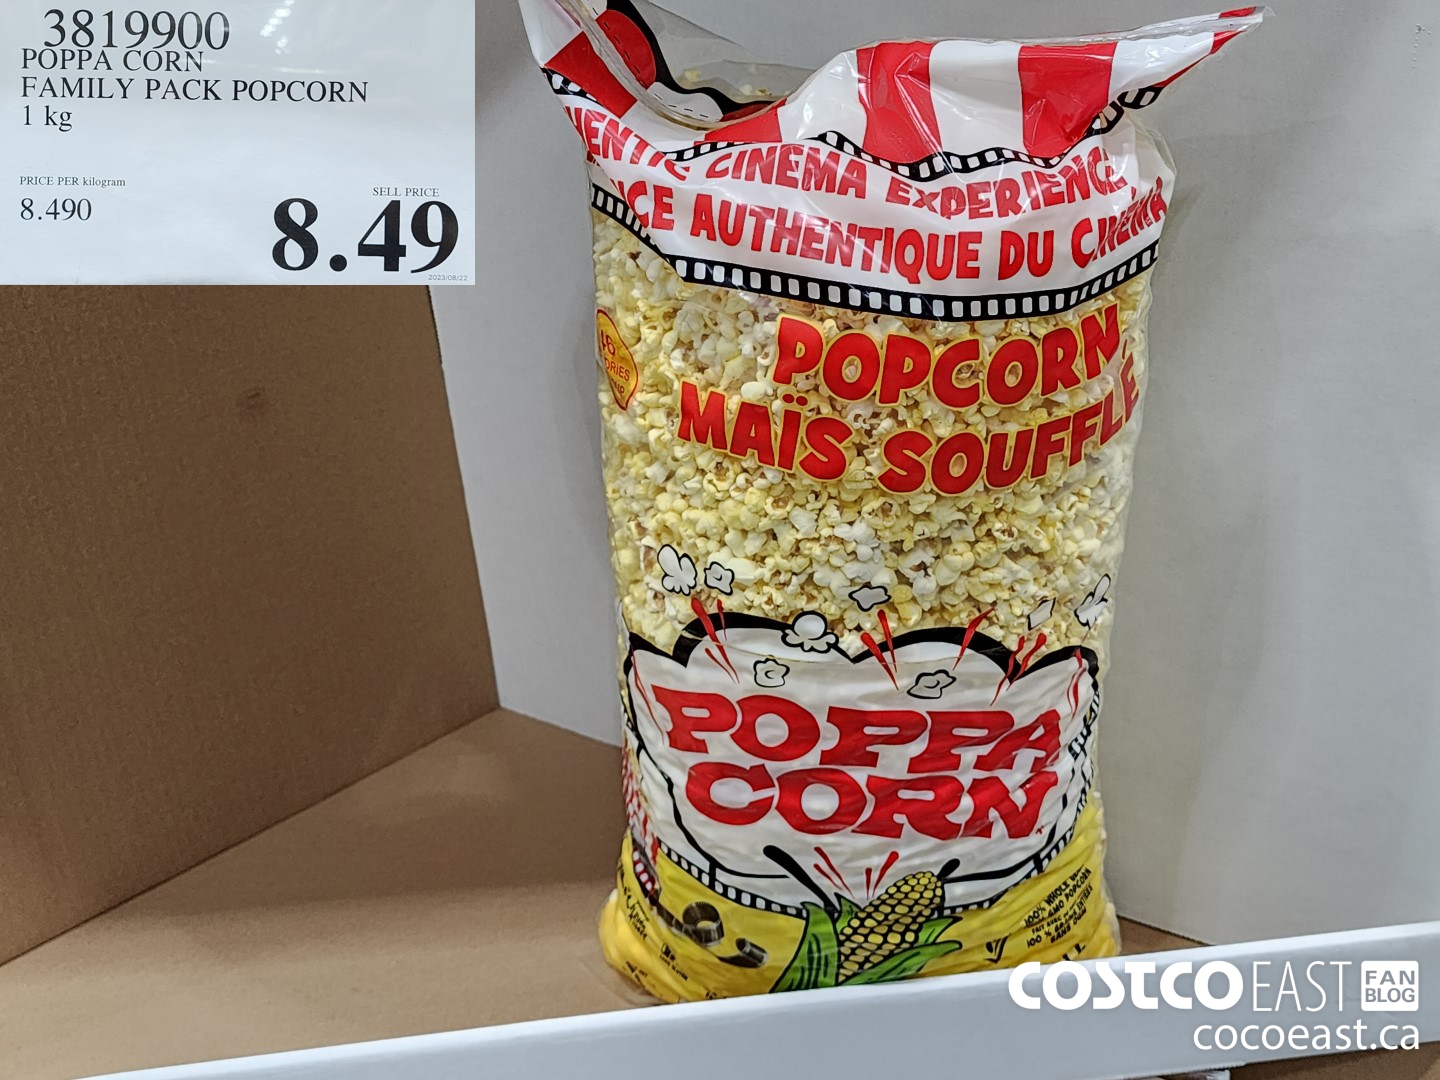 3819900
POPPA CORN
FAMILY PACK POPCORN
1 kg
PRICE PER kilogram
8.490
SELL PRICE
8.49
2023/08/22
CINEMA EXPERIENCE
AUTHENTIQUE DU CINÉMA
POPCORN
MAÏS SOUFFLÉ
POPPA
CORN
COSTCO EAST FAN BLOG
cocoeast.ca